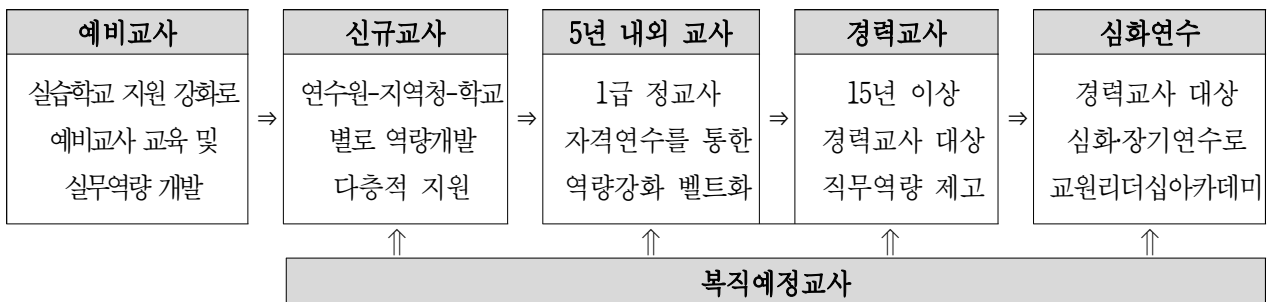 예비교사
실습학교 지원 강화로
예비교사 교육 및
실무역량 개발
⇒
신규교사
연수원-지역청-학교
별로 역량개발
다층적 지원
⇒
5년 내외 교사
1급 정교사
자격연수를 통한
역량강화 벨트화
⇒
경력교사
15년 이상
경력교사 대상
직무역량 제고
⇒
심화연수
경력교사 대상
심화·장기연수로
교원리더십아카데미
⇑ ⇑ ⇑ ⇑
복직예정교사